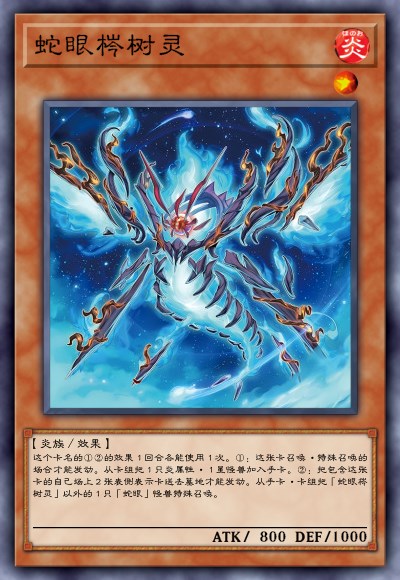 蛇眼梣树灵
ほのお
炎
【炎族/效果】
这个卡名的①②的效果1回合各能使用1次。①:这张卡召唤·特殊召唤的
场合才能发动。从卡组把1只炎属性·1星怪兽加入手卡。②:把包含这张
卡的自己场上2张表侧表示卡送去墓地才能发动。从手卡·卡组把「蛇眼梣
树灵」以外的1只「蛇眼」怪兽特殊召唤。
ATK/ 800 DEF/1000